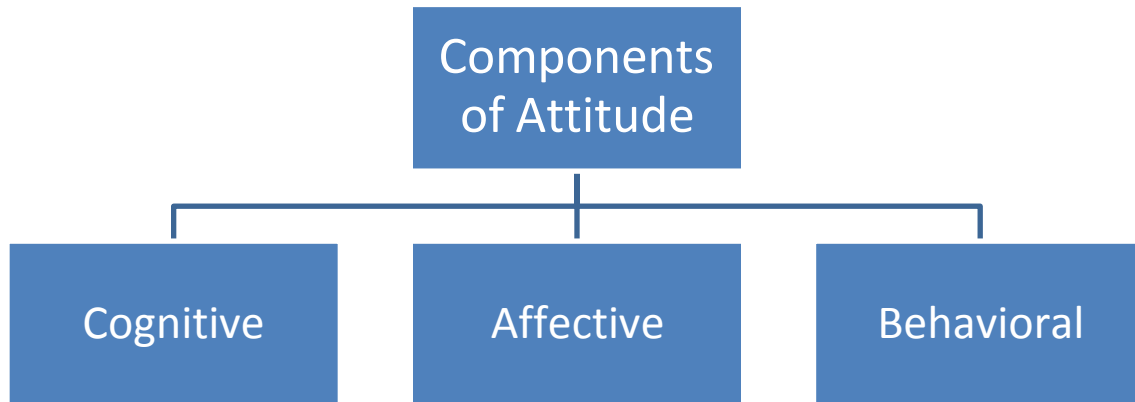 Components
of Attitude
Cognitive
Affective
Behavioral